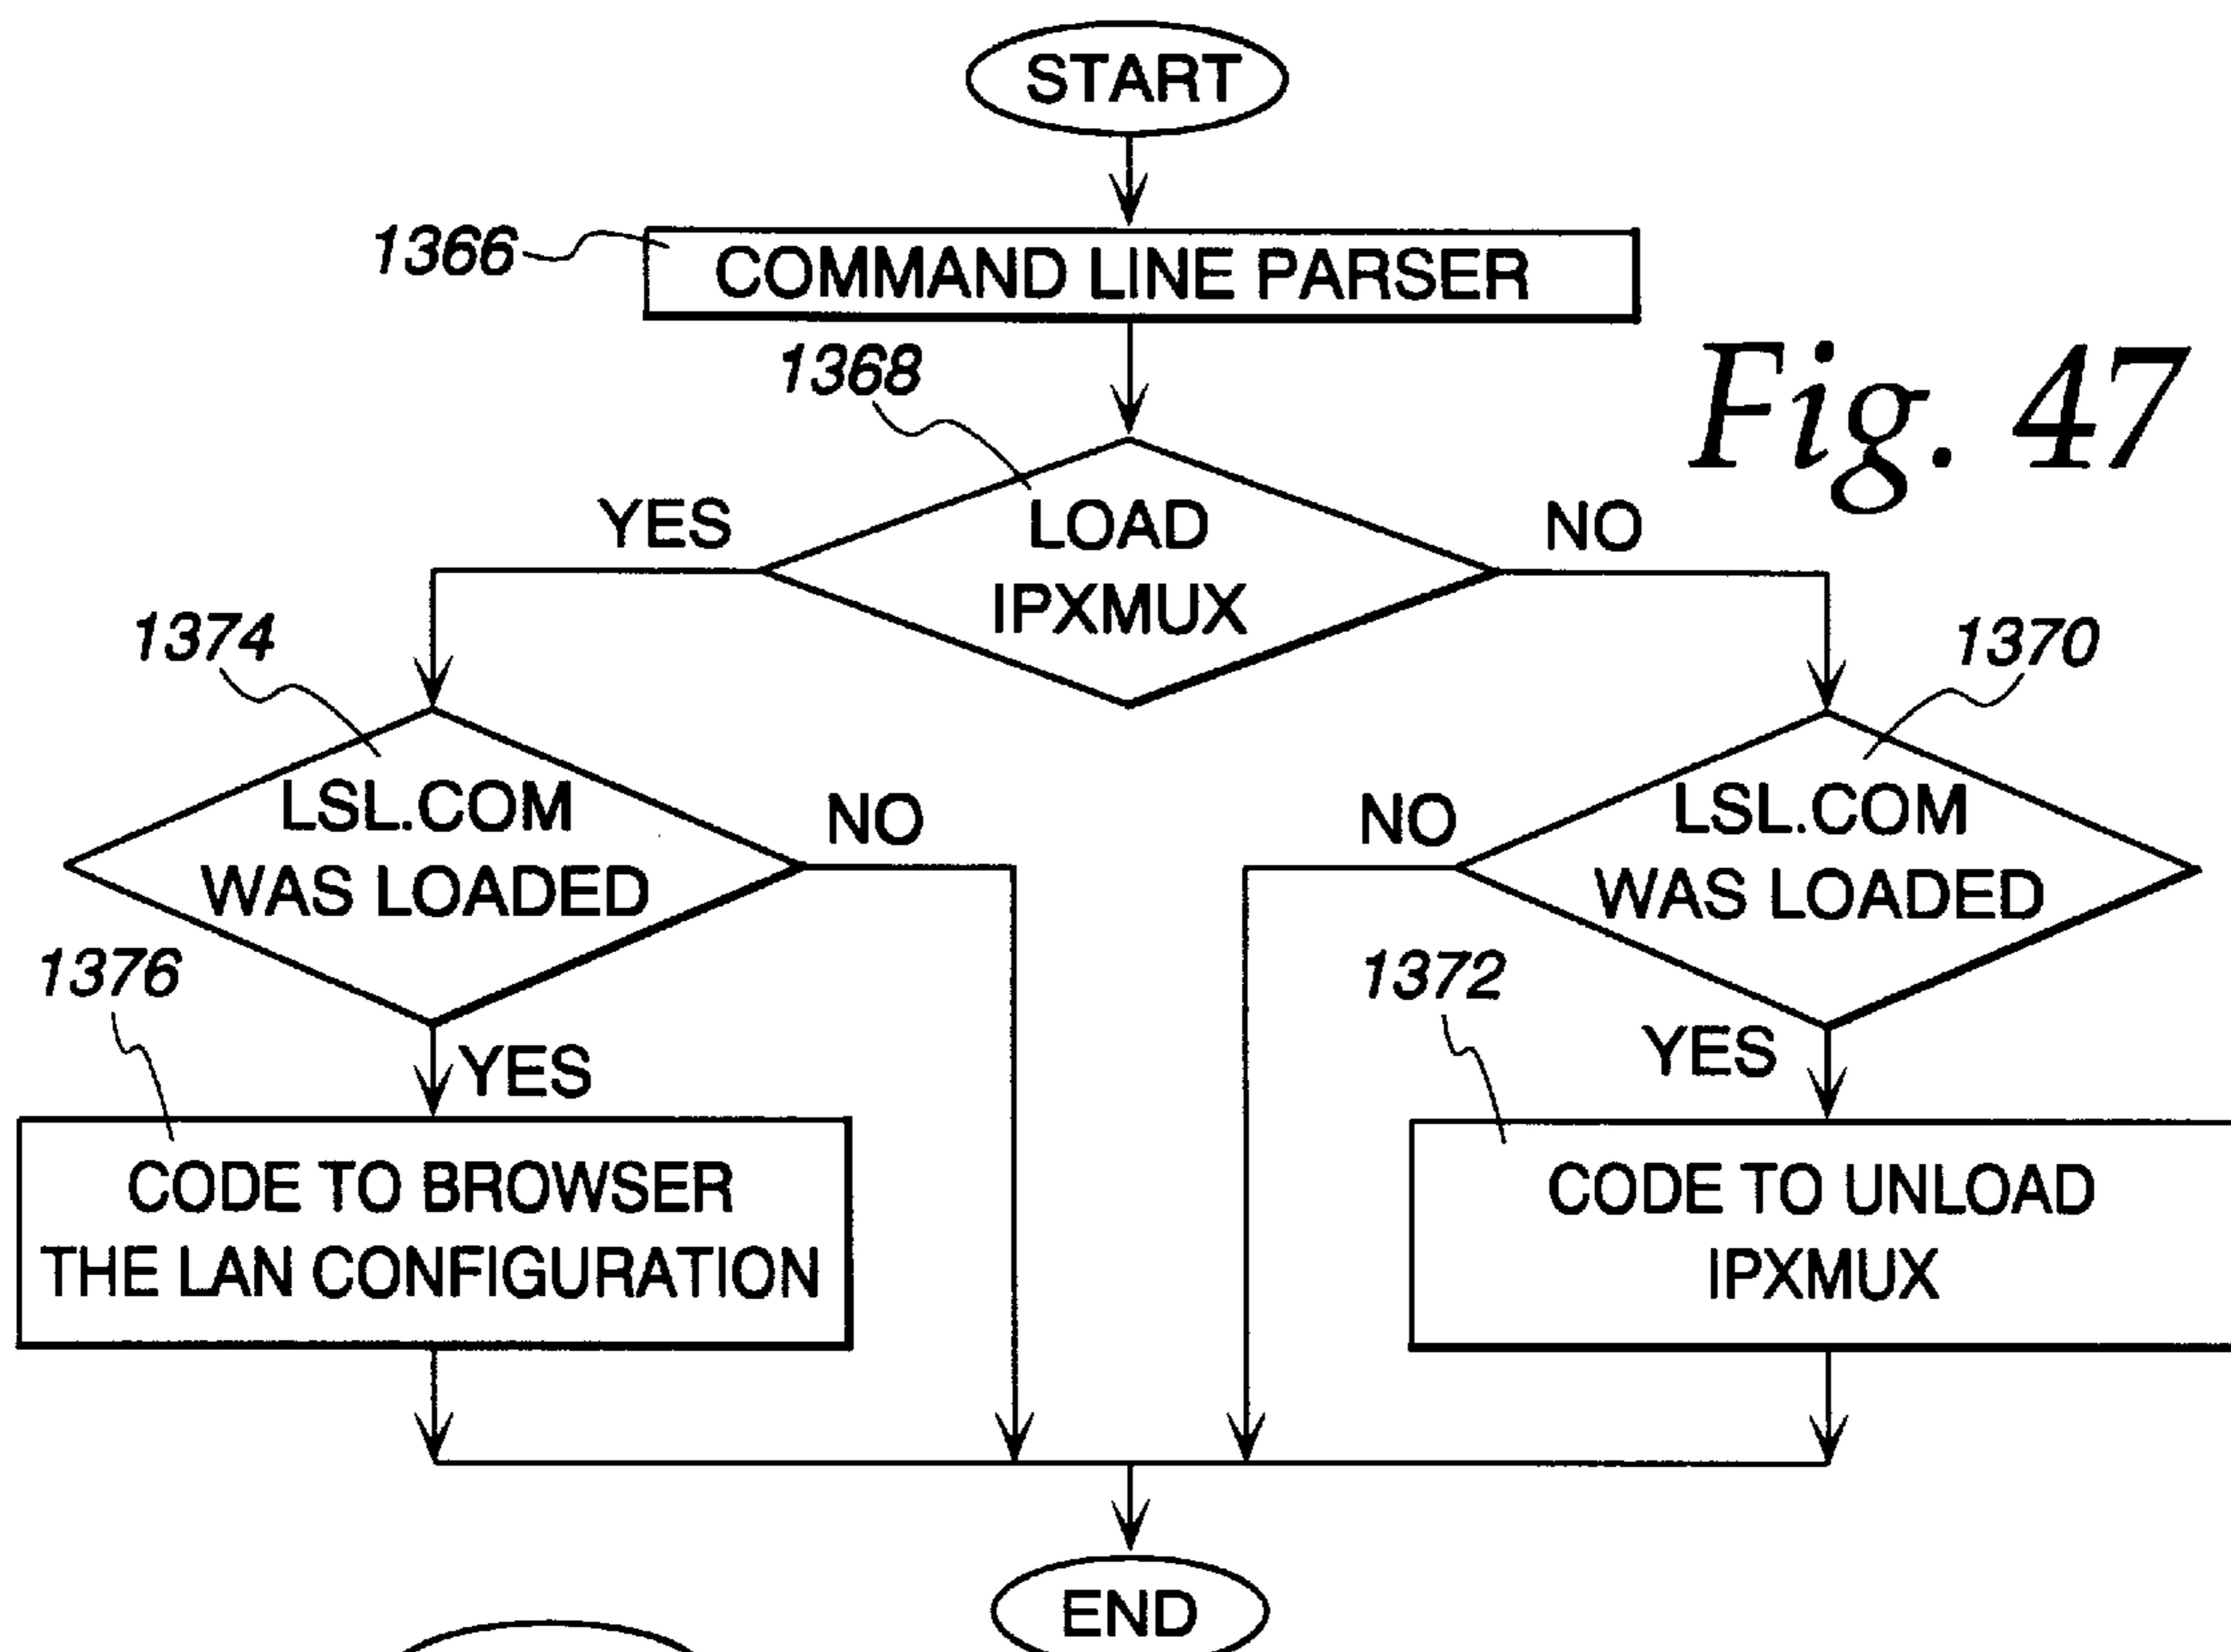 START
1366
COMMAND LINE PARSER
1368
Fig. 47
YES
LOAD
IPXMUX
NO
1374
1370
LSL.COM
WAS LOADED
NO
NO
LSL.COM
WAS LOADED
1376
1372
YES
YES
CODE TO BROWSER
THE LAN CONFIGURATION
CODE TO UNLOAD
IPXMUX
END